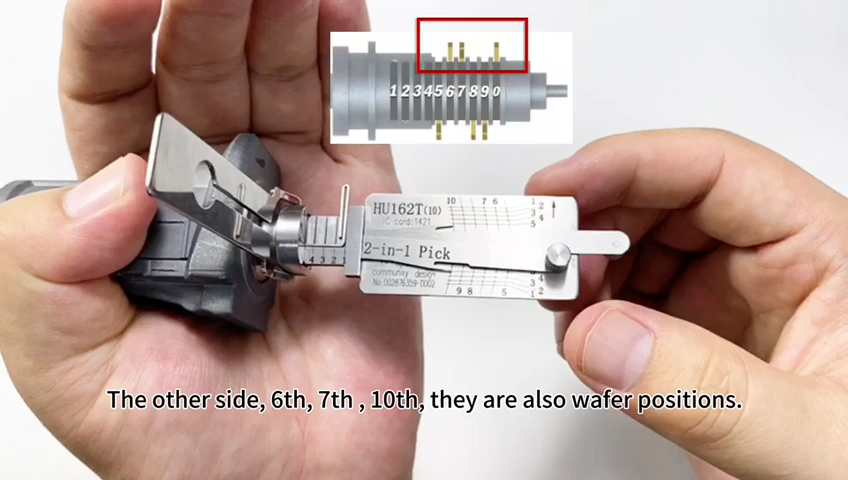 1 2 3 4 5 6 7 8 9 0
HU162T(10)
IC card:1421
10 7 6
1 2
3 4
5
2-in-1 Pick
community design
No 002876359-0002
9 8 5
4
3 2
1
4 3 2 1
The other side, 6th, 7th , 10th, they are also wafer positions.